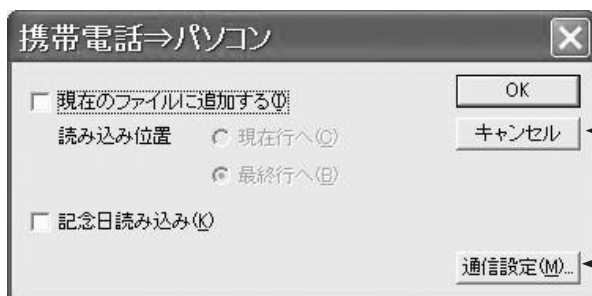 携帯電話⇒パソコン
現在のファイルに追加する(I)
OK
読み込み位置 現在行へ(C)
キャンセル
最終行へ(B)
記念日読み込み(K)
通信設定(M)...